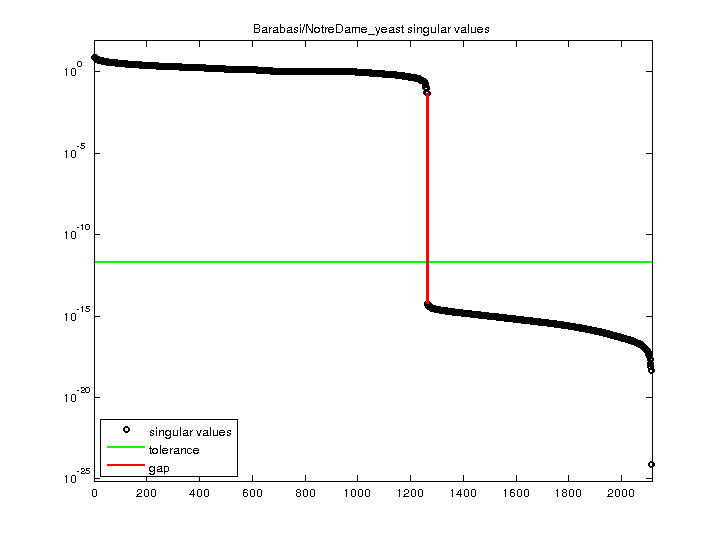 Barabasi/NotreDame_yeast singular values
10^0
10^-5
10^-10
10^-15
10^-20
10^-25
singular values
tolerance
gap
0 200 400 600 800 1000 1200 1400 1600 1800 2000